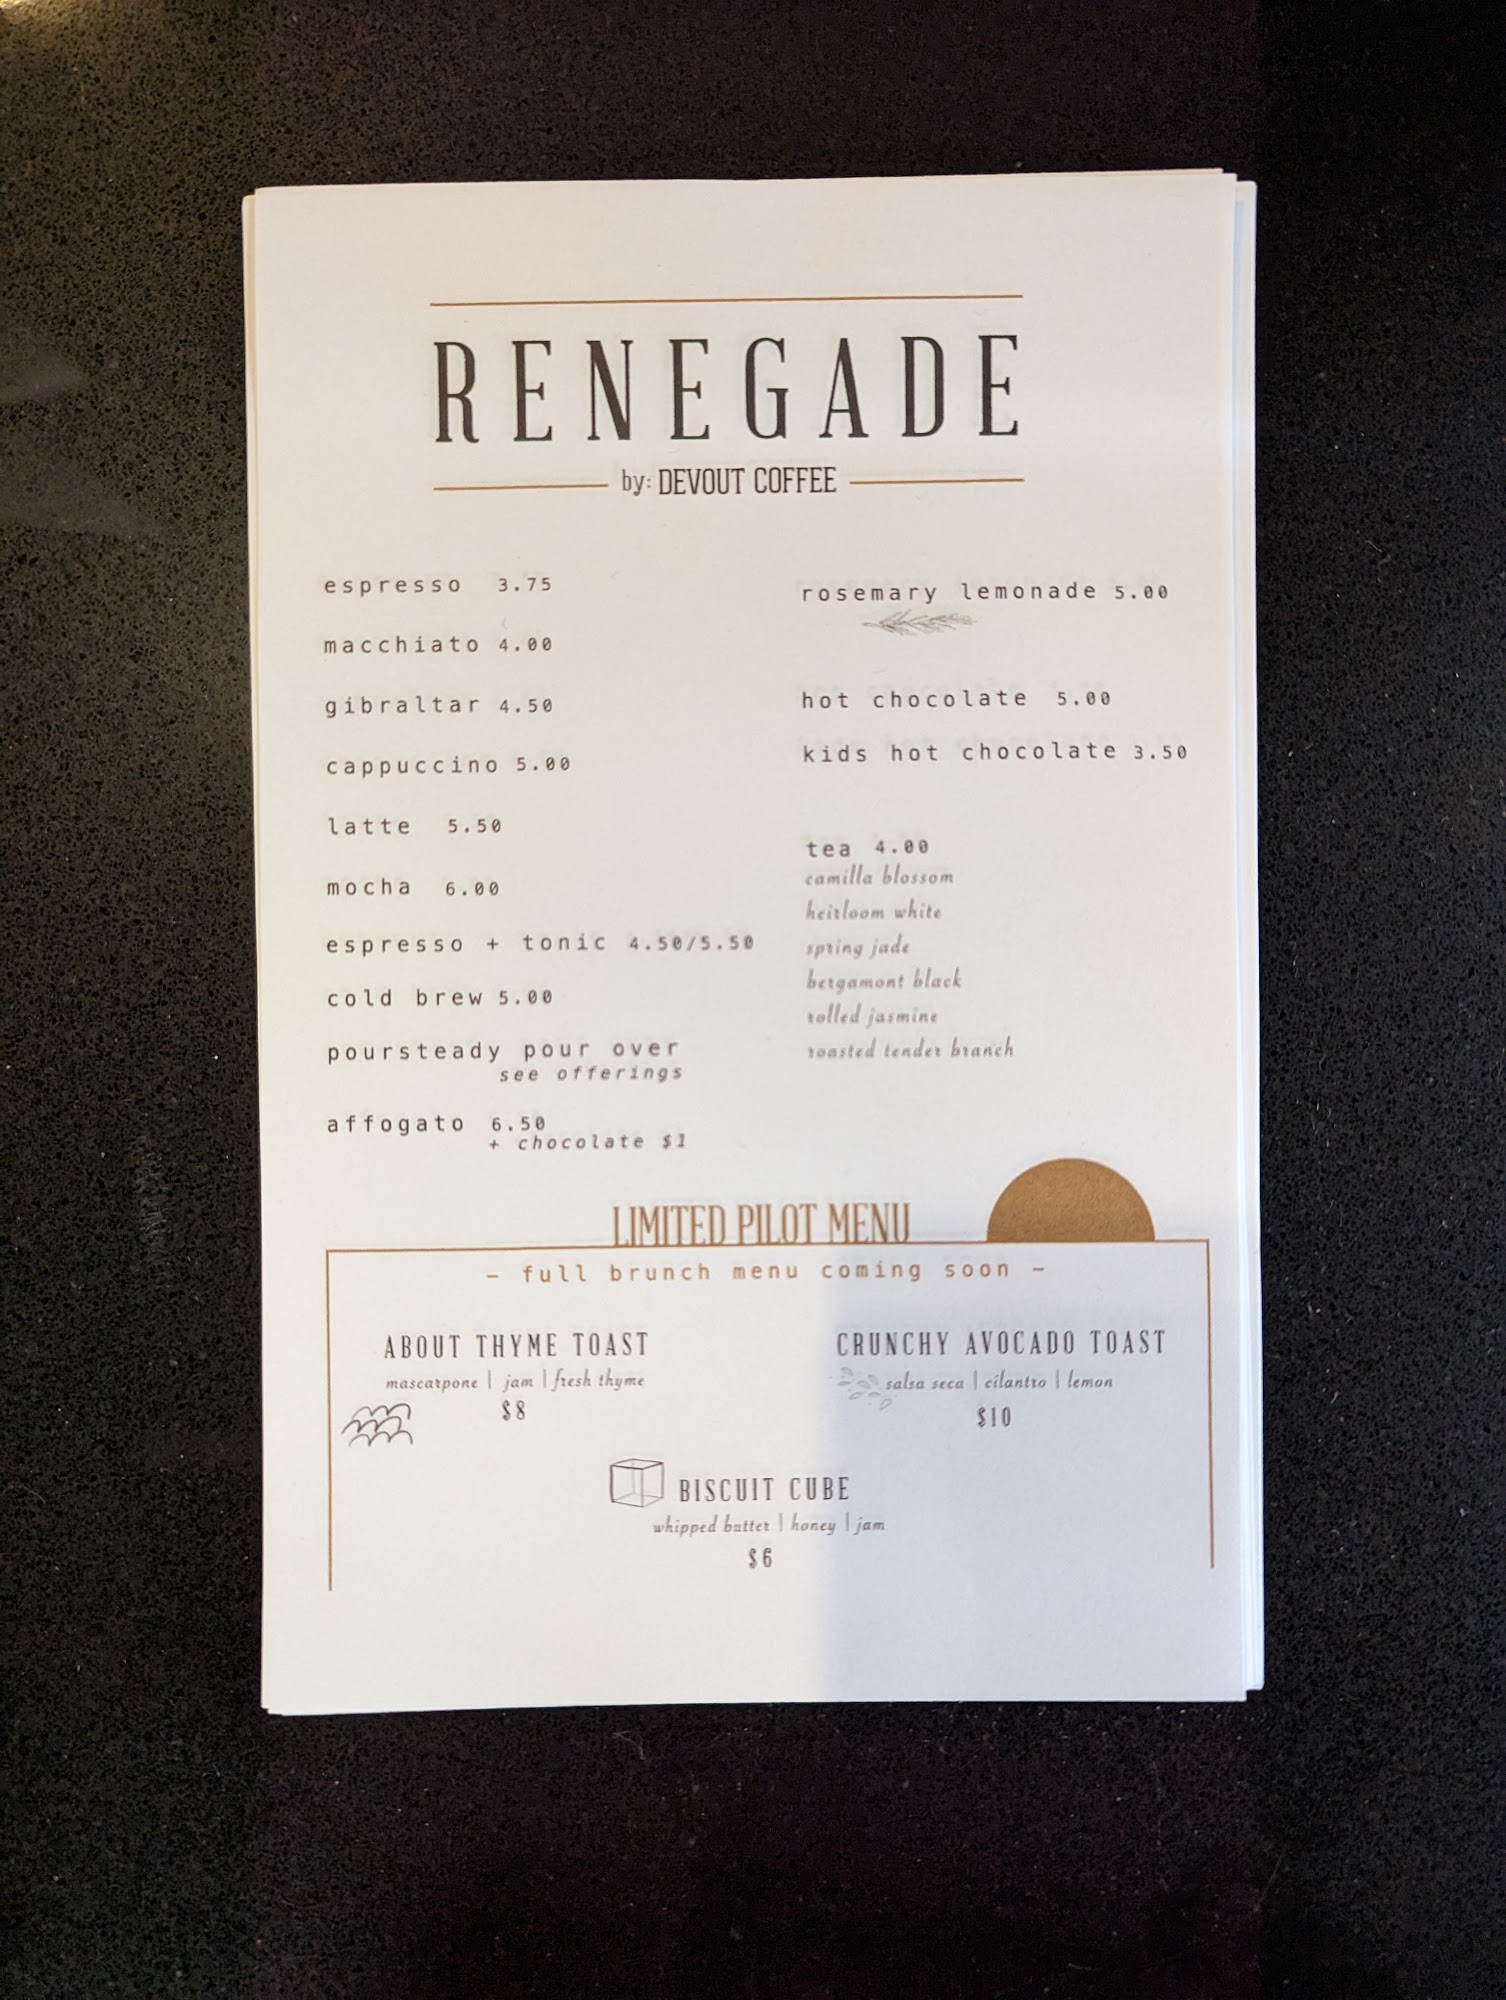 RENEGADE
by: DEVOUT COFFEE
espresso 3.75
macchiato 4.00
gibraltar 4.50
cappuccino 5.00
latte 5.50
mocha 6.00
espresso + tonic 4.50/5.50
cold brew 5.00
poursteady pour over
see offerings
affogato 6.50
+ chocolate $1
rosemary lemonade 5.00
hot chocolate 5.00
kids hot chocolate 3.50
tea 4.00
camilla blossom
heirloom white
spring jade
bergamont black
rolled jasmine
roasted tender branch
LIMITED PILOT MENU
— full brunch menu coming soon —
ABOUT THYME TOAST
mascarpone | jam | fresh thyme
$8
CRUNCHY AVOCADO TOAST
salsa seca | cilantro | lemon
$10
BISCUIT CUBE
whipped butter | honey | jam
$6